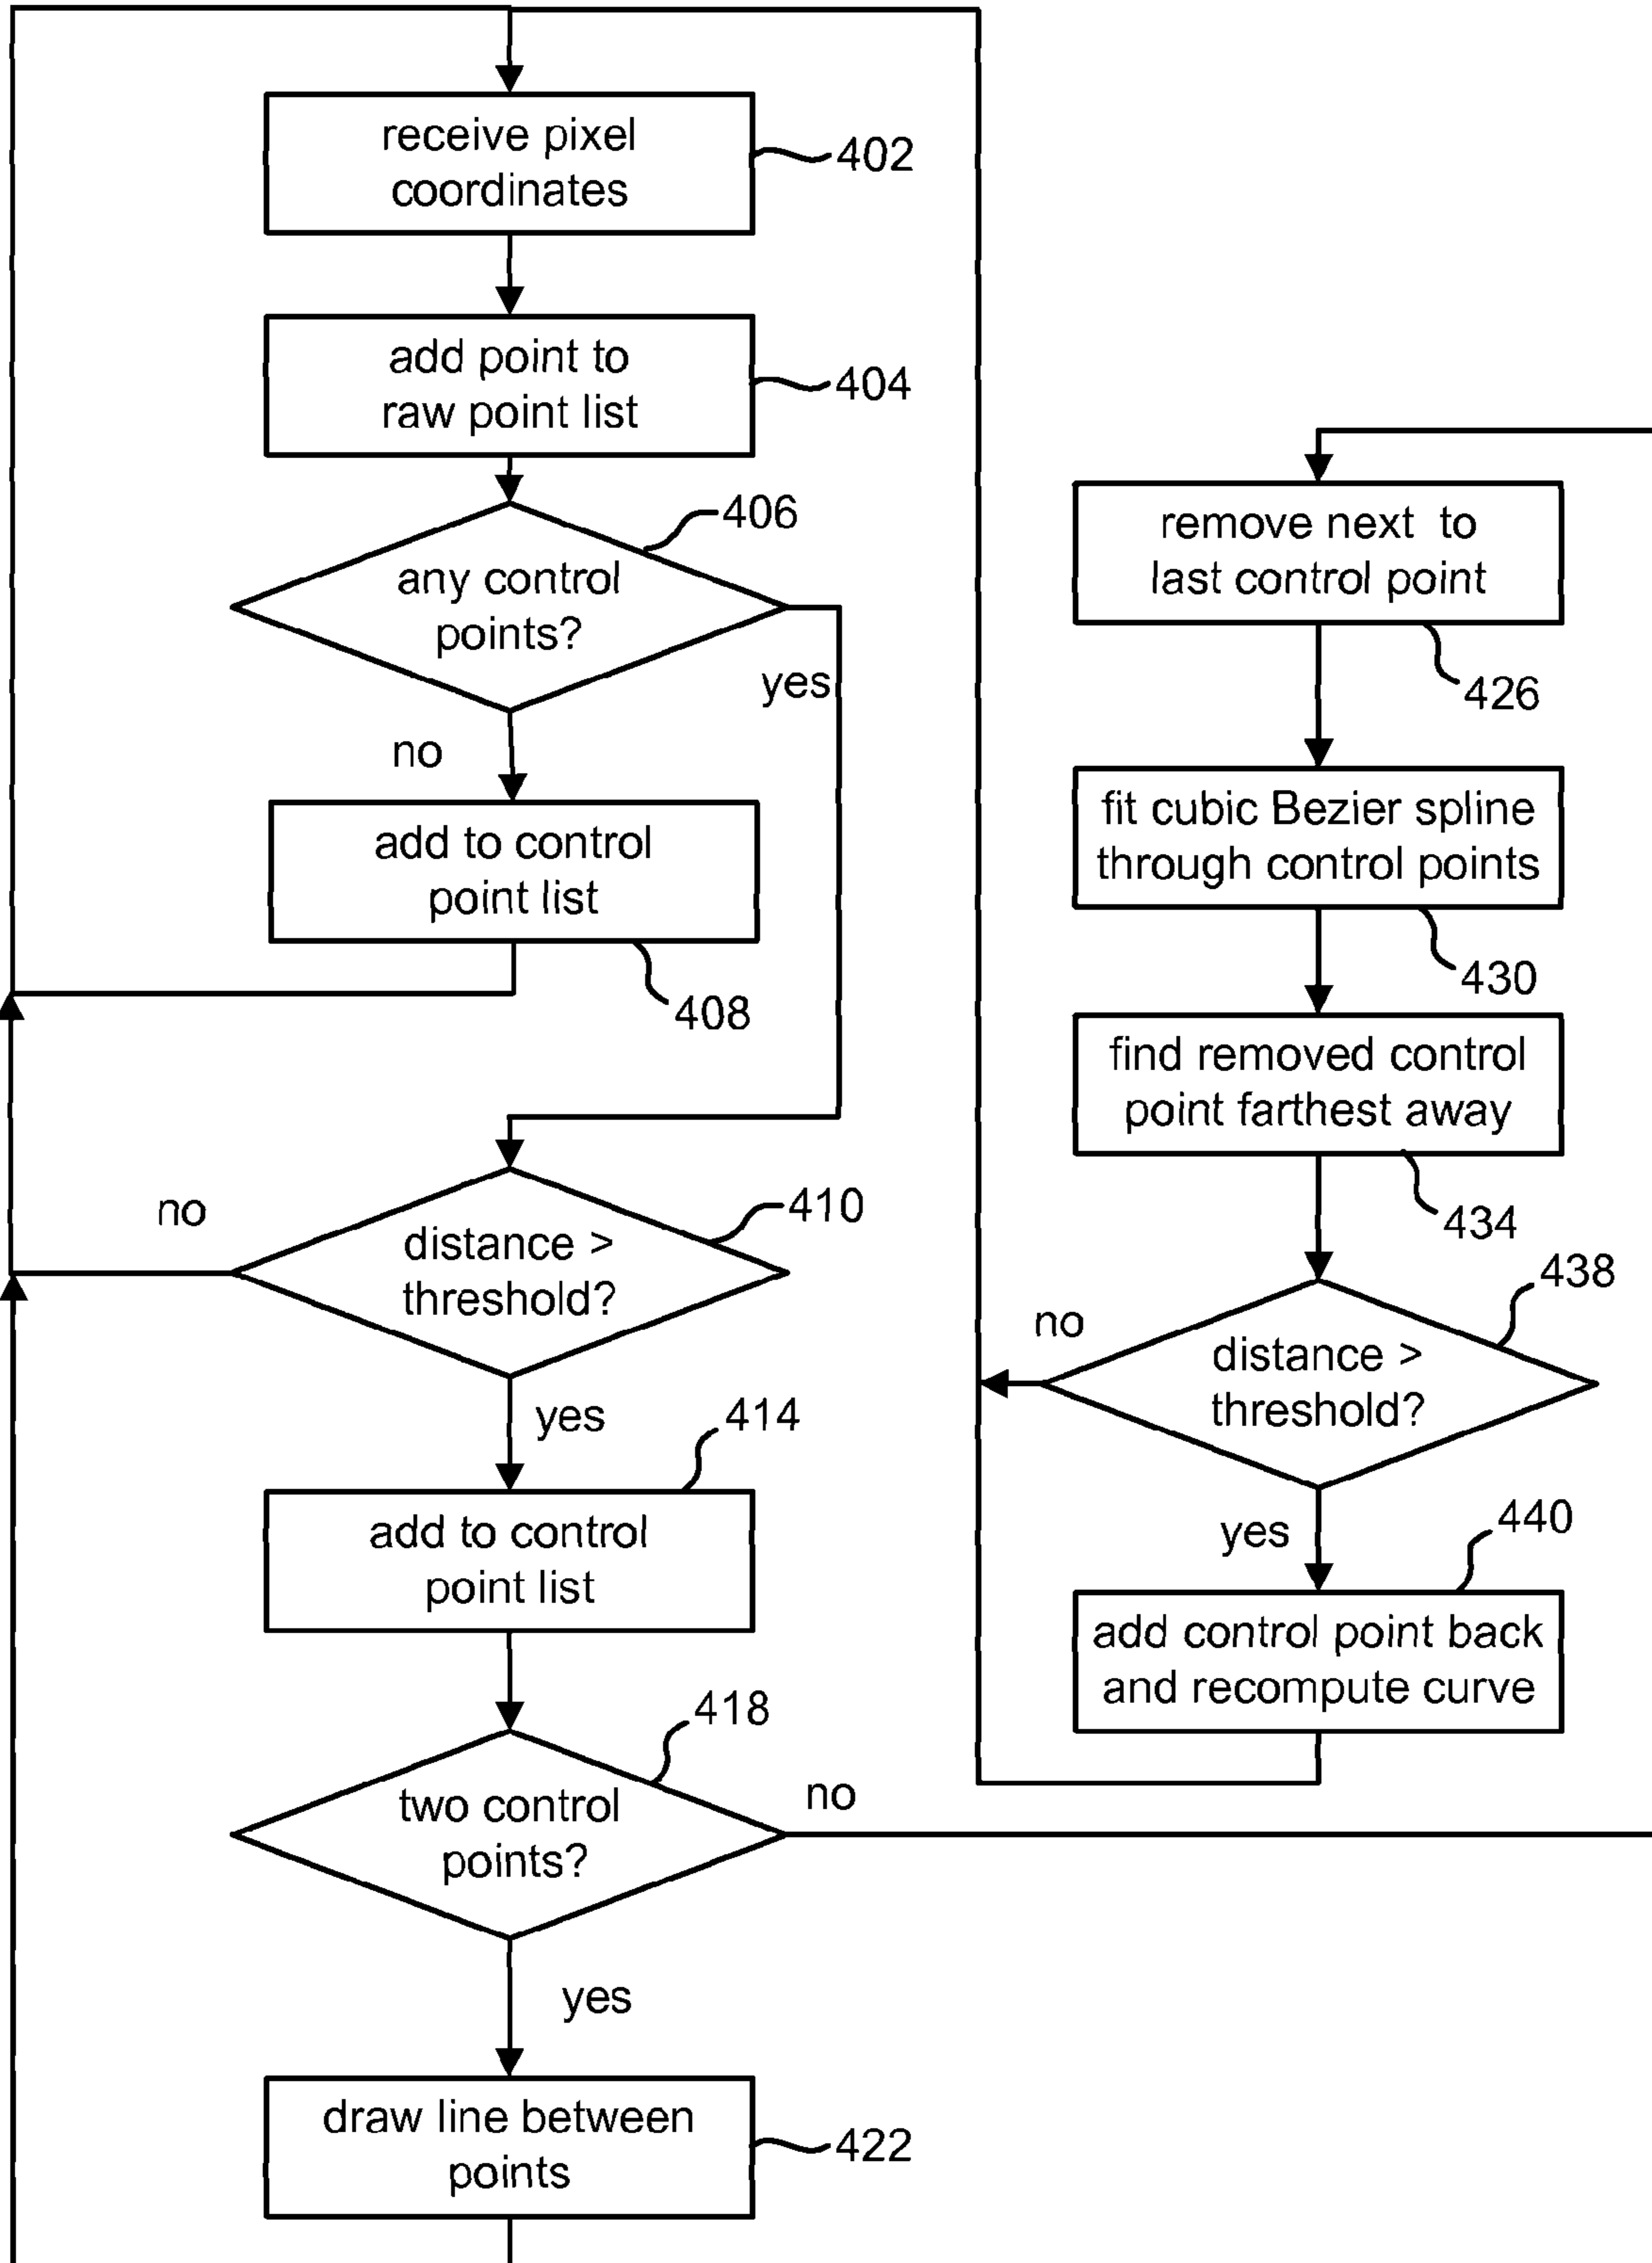 receive pixel
coordinates
402
add point to
raw point list
404
406
any control
points?
yes
no
add to control
point list
408
410
no
distance >
threshold?
yes
414
add to control
point list
418
two control
points?
no
yes
draw line between
points
422
remove next to
last control point
426
fit cubic Bezier spline
through control points
430
find removed control
point farthest away
434
438
no
distance >
threshold?
yes
440
add control point back
and recompute curve